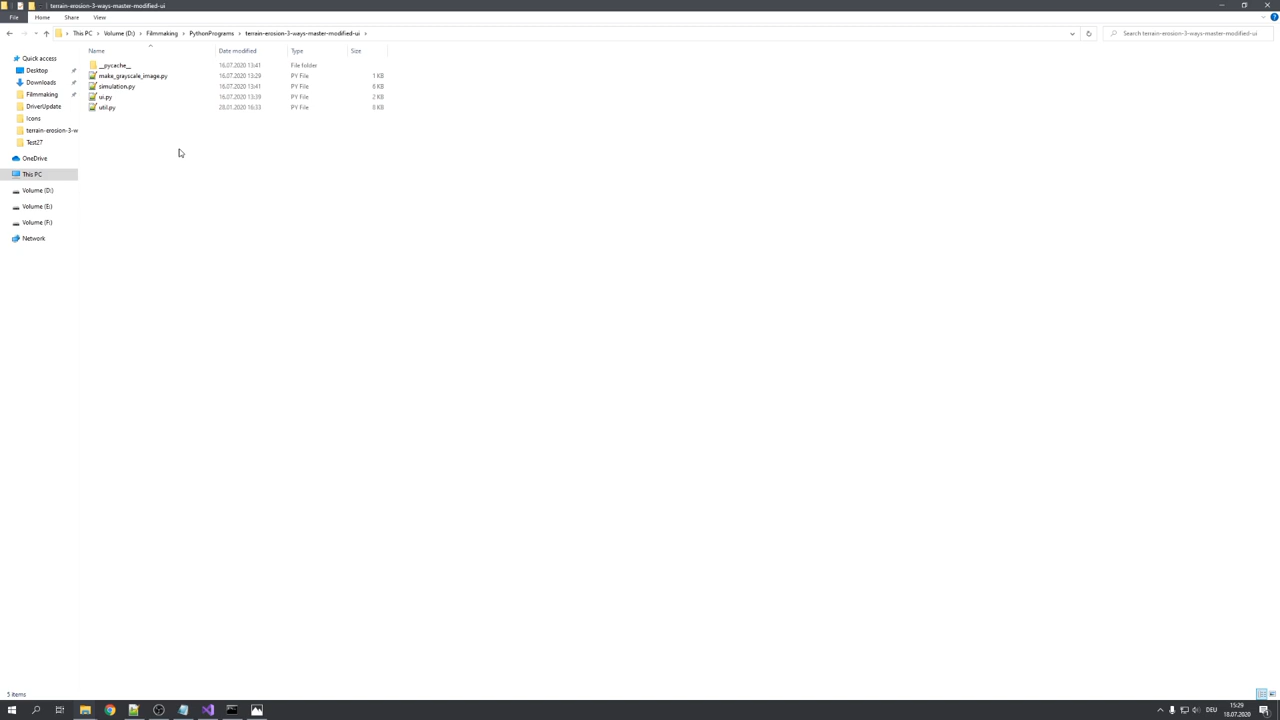 terrain-erosion-3-ways-master-modified-ui
File Home Share View
This PC Volume (D:) Filmmaking PythonPrograms terrain-erosion-3-ways-master-modified-ui
Search terrain-erosion-3-ways-master-modified-ui
Name Date modified Type Size
Quick access
Desktop
Downloads
Filmmaking
DriverUpdate
Icons
terrain-erosion-3-w
Test27
OneDrive
This PC
Volume (D:)
Volume (E:)
Volume (F:)
Network
__pycache__ 16.07.2020 13:41 File folder
make_grayscale_image.py 16.07.2020 13:29 PY File 1 KB
simulation.py 16.07.2020 13:41 PY File 8 KB
ui.py 16.07.2020 13:39 PY File 2 KB
util.py 28.01.2020 16:33 PY File 8 KB
5 items
DEU
15:29
18.07.2020